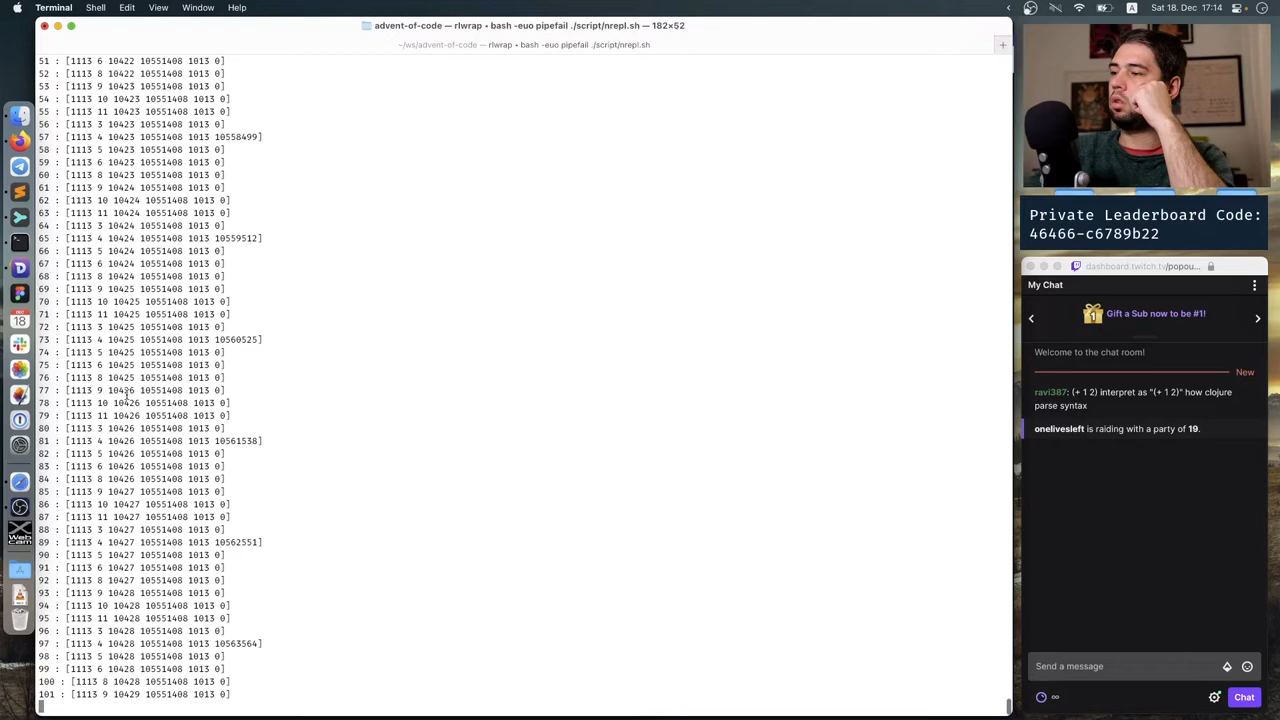 Terminal Shell Edit View Window Help
Sat 18. Dec 17:14
advent-of-code — rlwrap • bash -euo pipefail ./script/nrepl.sh — 182×52
~/ws/advent-of-code — rlwrap • bash -euo pipefail ./script/nrepl.sh
51 : [1113 6 10422 10551408 1013 0]
52 : [1113 8 10422 10551408 1013 0]
53 : [1113 9 10423 10551408 1013 0]
54 : [1113 10 10423 10551408 1013 0]
55 : [1113 11 10423 10551408 1013 0]
56 : [1113 3 10423 10551408 1013 0]
57 : [1113 4 10423 10551408 1013 10558499]
58 : [1113 5 10423 10551408 1013 0]
59 : [1113 6 10423 10551408 1013 0]
60 : [1113 8 10423 10551408 1013 0]
61 : [1113 9 10424 10551408 1013 0]
62 : [1113 10 10424 10551408 1013 0]
63 : [1113 11 10424 10551408 1013 0]
64 : [1113 3 10424 10551408 1013 0]
65 : [1113 4 10424 10551408 1013 10559512]
66 : [1113 5 10424 10551408 1013 0]
67 : [1113 6 10424 10551408 1013 0]
68 : [1113 8 10424 10551408 1013 0]
69 : [1113 9 10425 10551408 1013 0]
70 : [1113 10 10425 10551408 1013 0]
71 : [1113 11 10425 10551408 1013 0]
72 : [1113 3 10425 10551408 1013 0]
73 : [1113 4 10425 10551408 1013 10560525]
74 : [1113 5 10425 10551408 1013 0]
75 : [1113 6 10425 10551408 1013 0]
76 : [1113 8 10425 10551408 1013 0]
77 : [1113 9 10426 10551408 1013 0]
78 : [1113 10 10426 10551408 1013 0]
79 : [1113 11 10426 10551408 1013 0]
80 : [1113 3 10426 10551408 1013 0]
81 : [1113 4 10426 10551408 1013 10561538]
82 : [1113 5 10426 10551408 1013 0]
83 : [1113 6 10426 10551408 1013 0]
84 : [1113 8 10426 10551408 1013 0]
85 : [1113 9 10427 10551408 1013 0]
86 : [1113 10 10427 10551408 1013 0]
87 : [1113 11 10427 10551408 1013 0]
88 : [1113 3 10427 10551408 1013 0]
89 : [1113 4 10427 10551408 1013 10562551]
90 : [1113 5 10427 10551408 1013 0]
91 : [1113 6 10427 10551408 1013 0]
92 : [1113 8 10427 10551408 1013 0]
93 : [1113 9 10428 10551408 1013 0]
94 : [1113 10 10428 10551408 1013 0]
95 : [1113 11 10428 10551408 1013 0]
96 : [1113 3 10428 10551408 1013 0]
97 : [1113 4 10428 10551408 1013 10563564]
98 : [1113 5 10428 10551408 1013 0]
99 : [1113 6 10428 10551408 1013 0]
100 : [1113 8 10428 10551408 1013 0]
101 : [1113 9 10429 10551408 1013 0]
DEC
18
WEB
CAM
Private Leaderboard Code:
46466-c6789b22
dashboard.twitch.tv/popou...
My Chat
1
Gift a Sub now to be #1!
Welcome to the chat room!
New
ravi387: (+ 1 2) interpret as "(+ 1 2)" how clojure
parse syntax
onelivesleft is raiding with a party of 19.
Send a message
∞
Chat